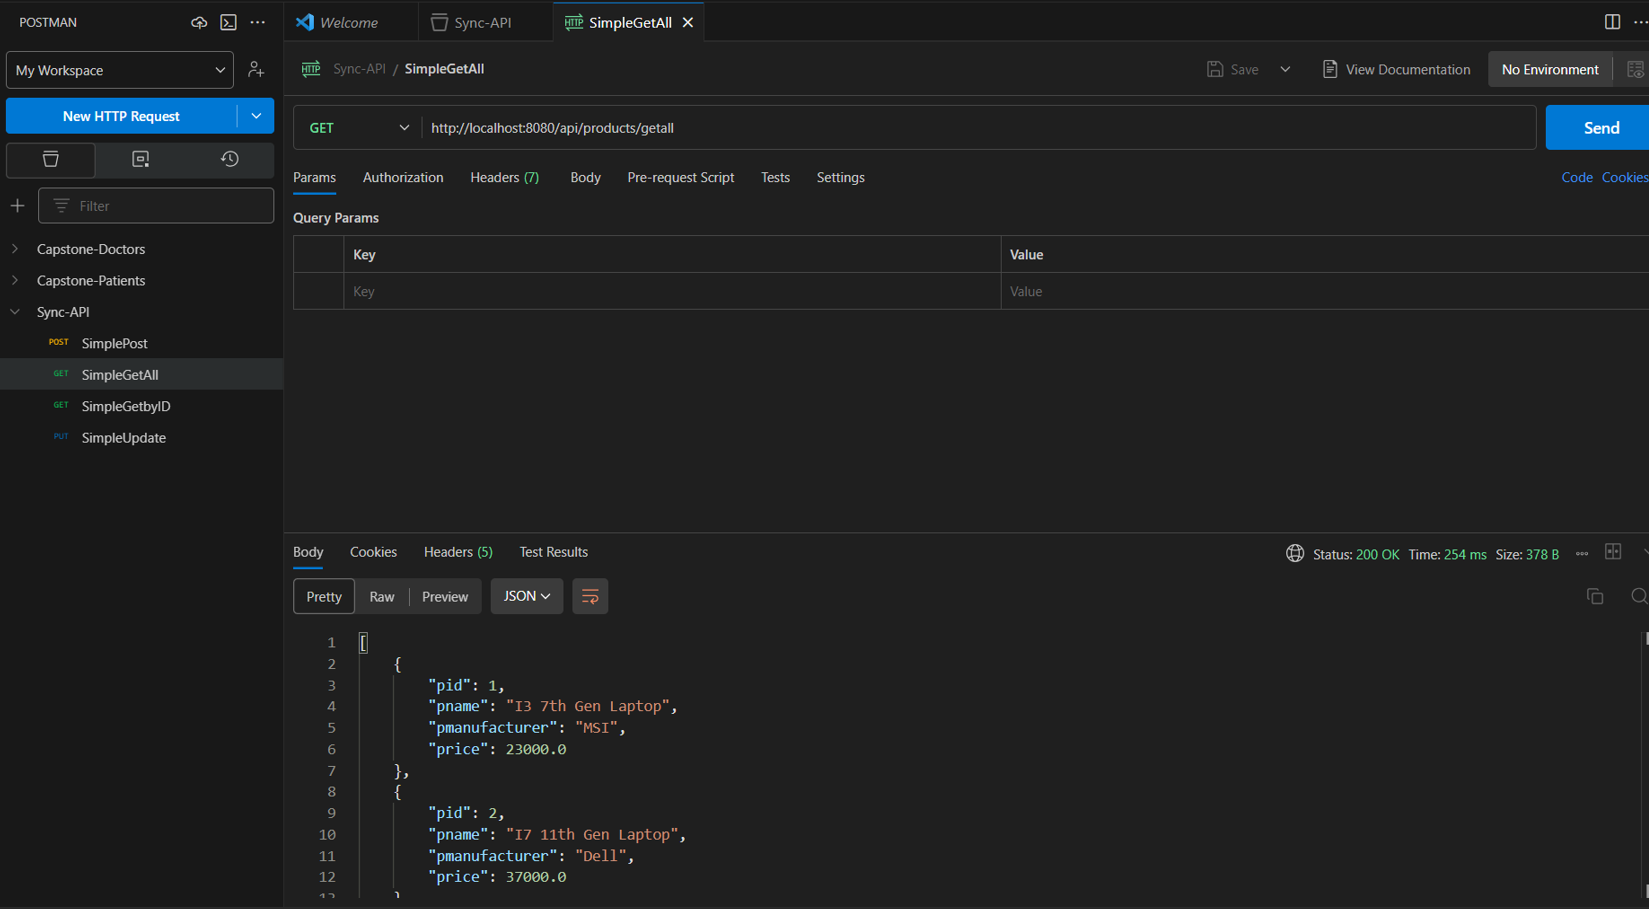 POSTMAN
Welcome
Sync-API
HTTP SimpleGetAll
My Workspace
HTTP Sync-API / SimpleGetAll
Save
View Documentation
No Environment
New HTTP Request
GET http://localhost:8080/api/products/getall
Send
Params Authorization Headers (7) Body Pre-request Script Tests Settings
Code Cookies
Filter
Query Params
Key Value
Key Value
Capstone-Doctors
Capstone-Patients
Sync-API
POST SimplePost
GET SimpleGetAll
GET SimpleGetbyID
PUT SimpleUpdate
Body Cookies Headers (5) Test Results
Status: 200 OK Time: 254 ms Size: 378 B
Pretty Raw Preview JSON
1 [
2 {
3 "pid": 1,
4 "pname": "I3 7th Gen Laptop",
5 "pmanufacturer": "MSI",
6 "price": 23000.0
7 },
8 {
9 "pid": 2,
10 "pname": "I7 11th Gen Laptop",
11 "pmanufacturer": "Dell",
12 "price": 37000.0